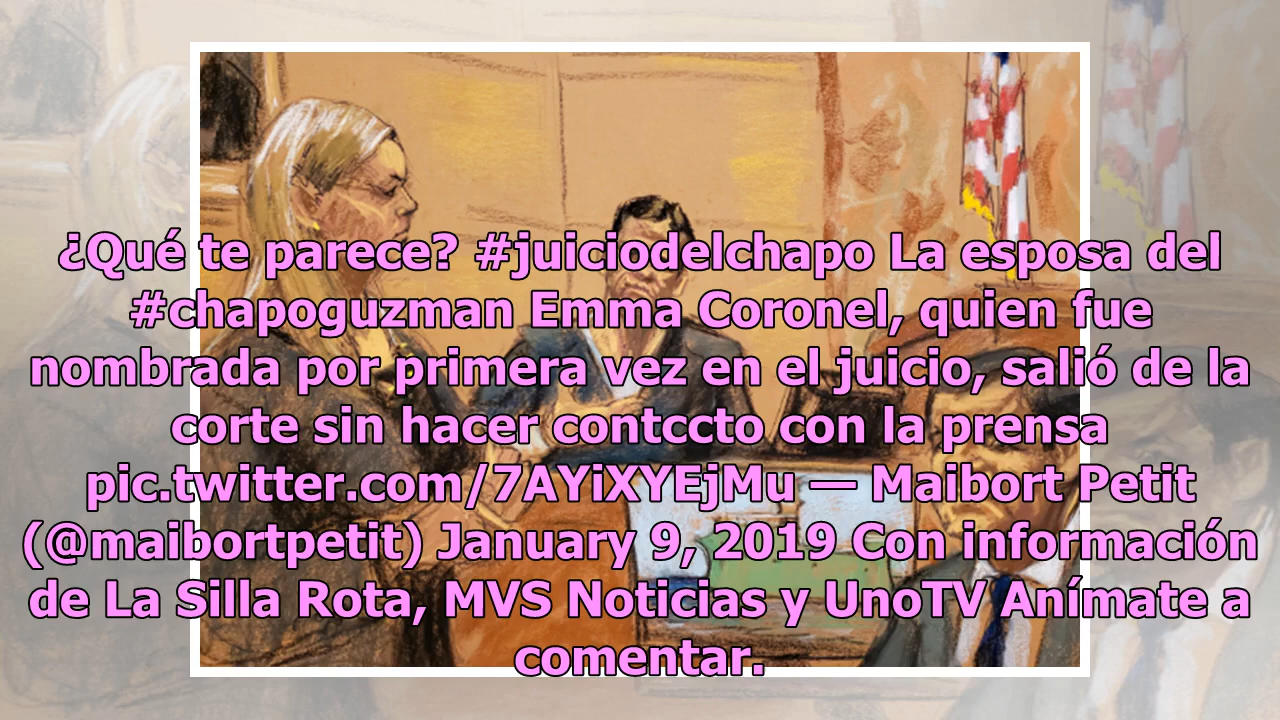 ¿Qué te parece? #juiciodelchapo La esposa del
#chapoguzman Emma Coronel, quien fue
nombrada por primera vez en el juicio, salió de la
corte sin hacer contccto con la prensa
pic.twitter.com/7AYiXYEjMu — Maibort Petit
(@maibortpetit) January 9, 2019 Con información
de La Silla Rota, MVS Noticias y UnoTV Anímate a
comentar.